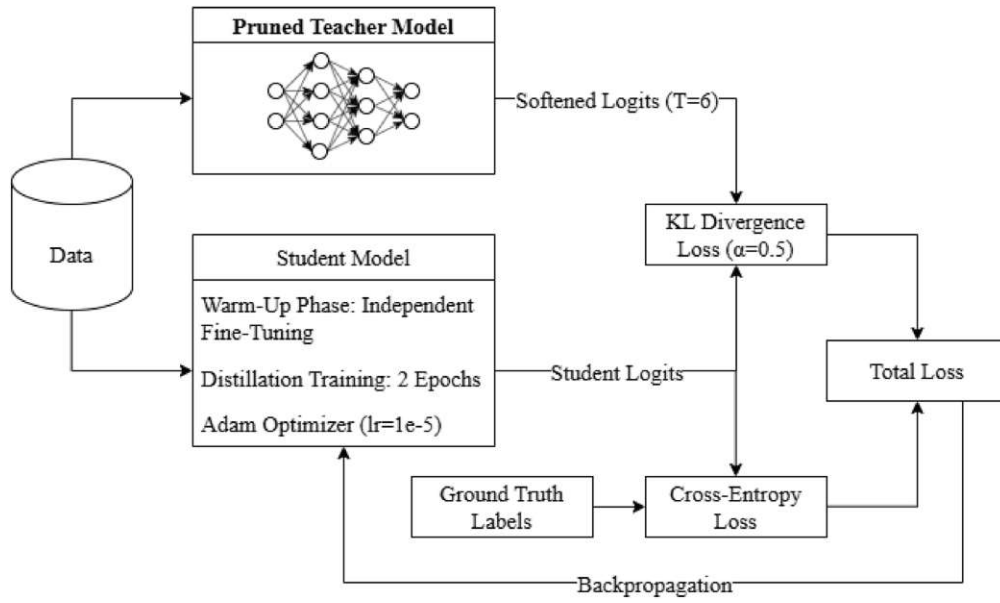 Pruned Teacher Model
Softened Logits (T=6)
Data
KL Divergence
Loss (α=0.5)
Student Model
Warm-Up Phase: Independent
Fine-Tuning
Distillation Training: 2 Epochs
Adam Optimizer (lr=1e-5)
Student Logits
Total Loss
Ground Truth
Labels
Cross-Entropy
Loss
Backpropagation